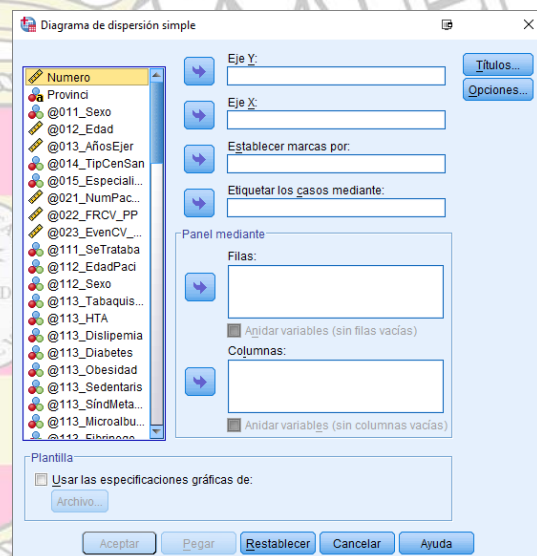 Diagrama de dispersión simple
Numero
Provinci
@011_Sexo
@012_Edad
@013_AñosEjer
@014_TipCenSan
@015_Especiali...
@021_NumPac...
@022_FRCV_PP
@023_EvenCV_...
@111_SeTrataba
@112_EdadPaci
@112_Sexo
@113_Tabaquis...
@113_HTA
@113_Dislipemia
@113_Diabetes
@113_Obesidad
@113_Sedentaris
@113_SíndMeta...
@113_Microalbu...
@113_Fibrinoge...
Eje Y:
Eje X:
Establecer marcas por:
Etiquetar los casos mediante:
Panel mediante
Filas:
Anidar variables (sin filas vacías)
Columnas:
Anidar variables (sin columnas vacías)
Títulos...
Opciones...
Plantilla
Usar las especificaciones gráficas de:
Archivo...
Aceptar
Pegar
Restablecer
Cancelar
Ayuda